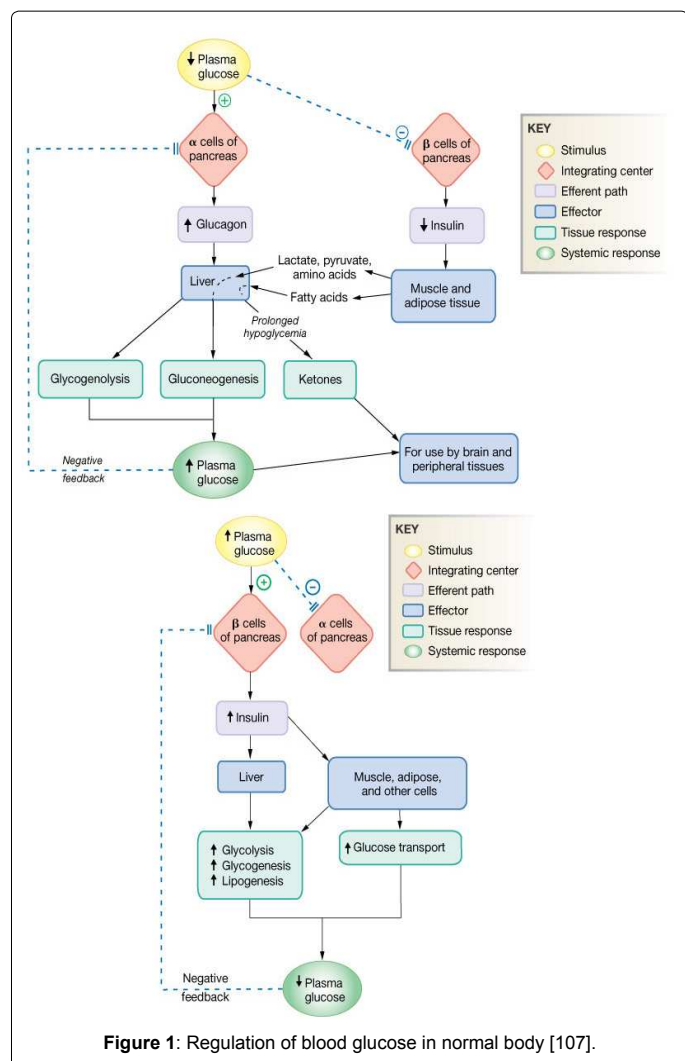 ↓ Plasma
glucose
+
α cells of
pancreas
−
β cells of
pancreas
KEY
Stimulus
Integrating center
Efferent path
Effector
Tissue response
Systemic response
↑ Glucagon
↓ Insulin
Liver
Lactate, pyruvate,
amino acids
Fatty acids
Muscle and
adipose tissue
Prolonged
hypoglycemia
Glycogenolysis
Gluconeogenesis
Ketones
Negative
feedback
↑ Plasma
glucose
For use by brain and
peripheral tissues
↑ Plasma
glucose
+
−
β cells
of pancreas
α cells
of pancreas
KEY
Stimulus
Integrating center
Efferent path
Effector
Tissue response
Systemic response
↑ Insulin
Liver
Muscle, adipose,
and other cells
↑ Glycolysis
↑ Glycogenesis
↑ Lipogenesis
↑ Glucose transport
Negative
feedback
↓ Plasma
glucose
Figure 1: Regulation of blood glucose in normal body [107].